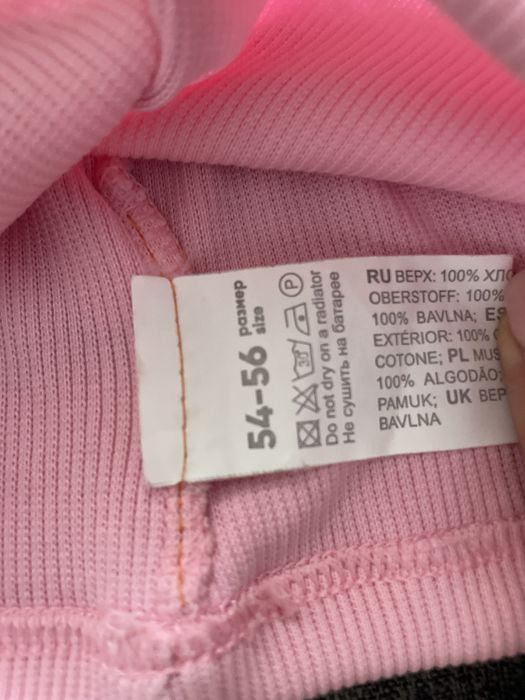 54-56 размер
size
30°
P
Do not dry on a radiator
Не сушить на батарее
RU ВЕРХ: 100%
OBERSTOFF: 100%
100% BAVLNA;
EXTÉRIOR: 100%
COTONE; PL
100% ALGODÃO;
PAMUK; UK
BAVLNA